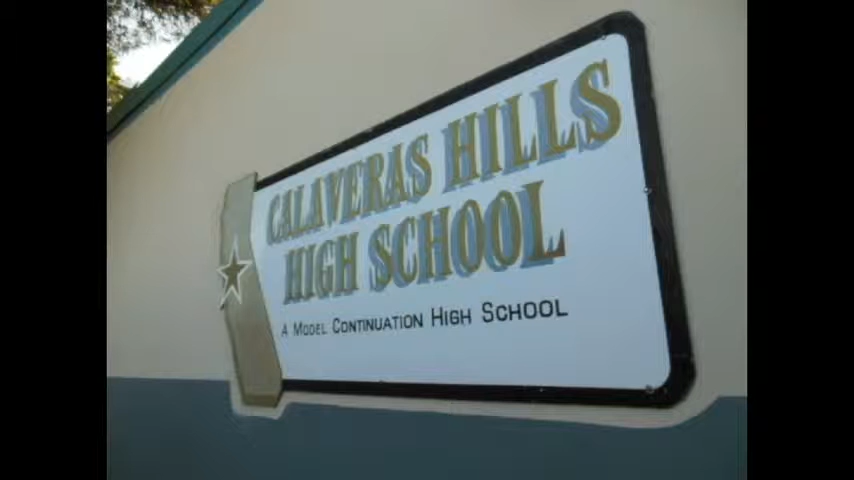 CALAVERAS HILLS
HIGH SCHOOL
A MODEL CONTINUATION HIGH SCHOOL